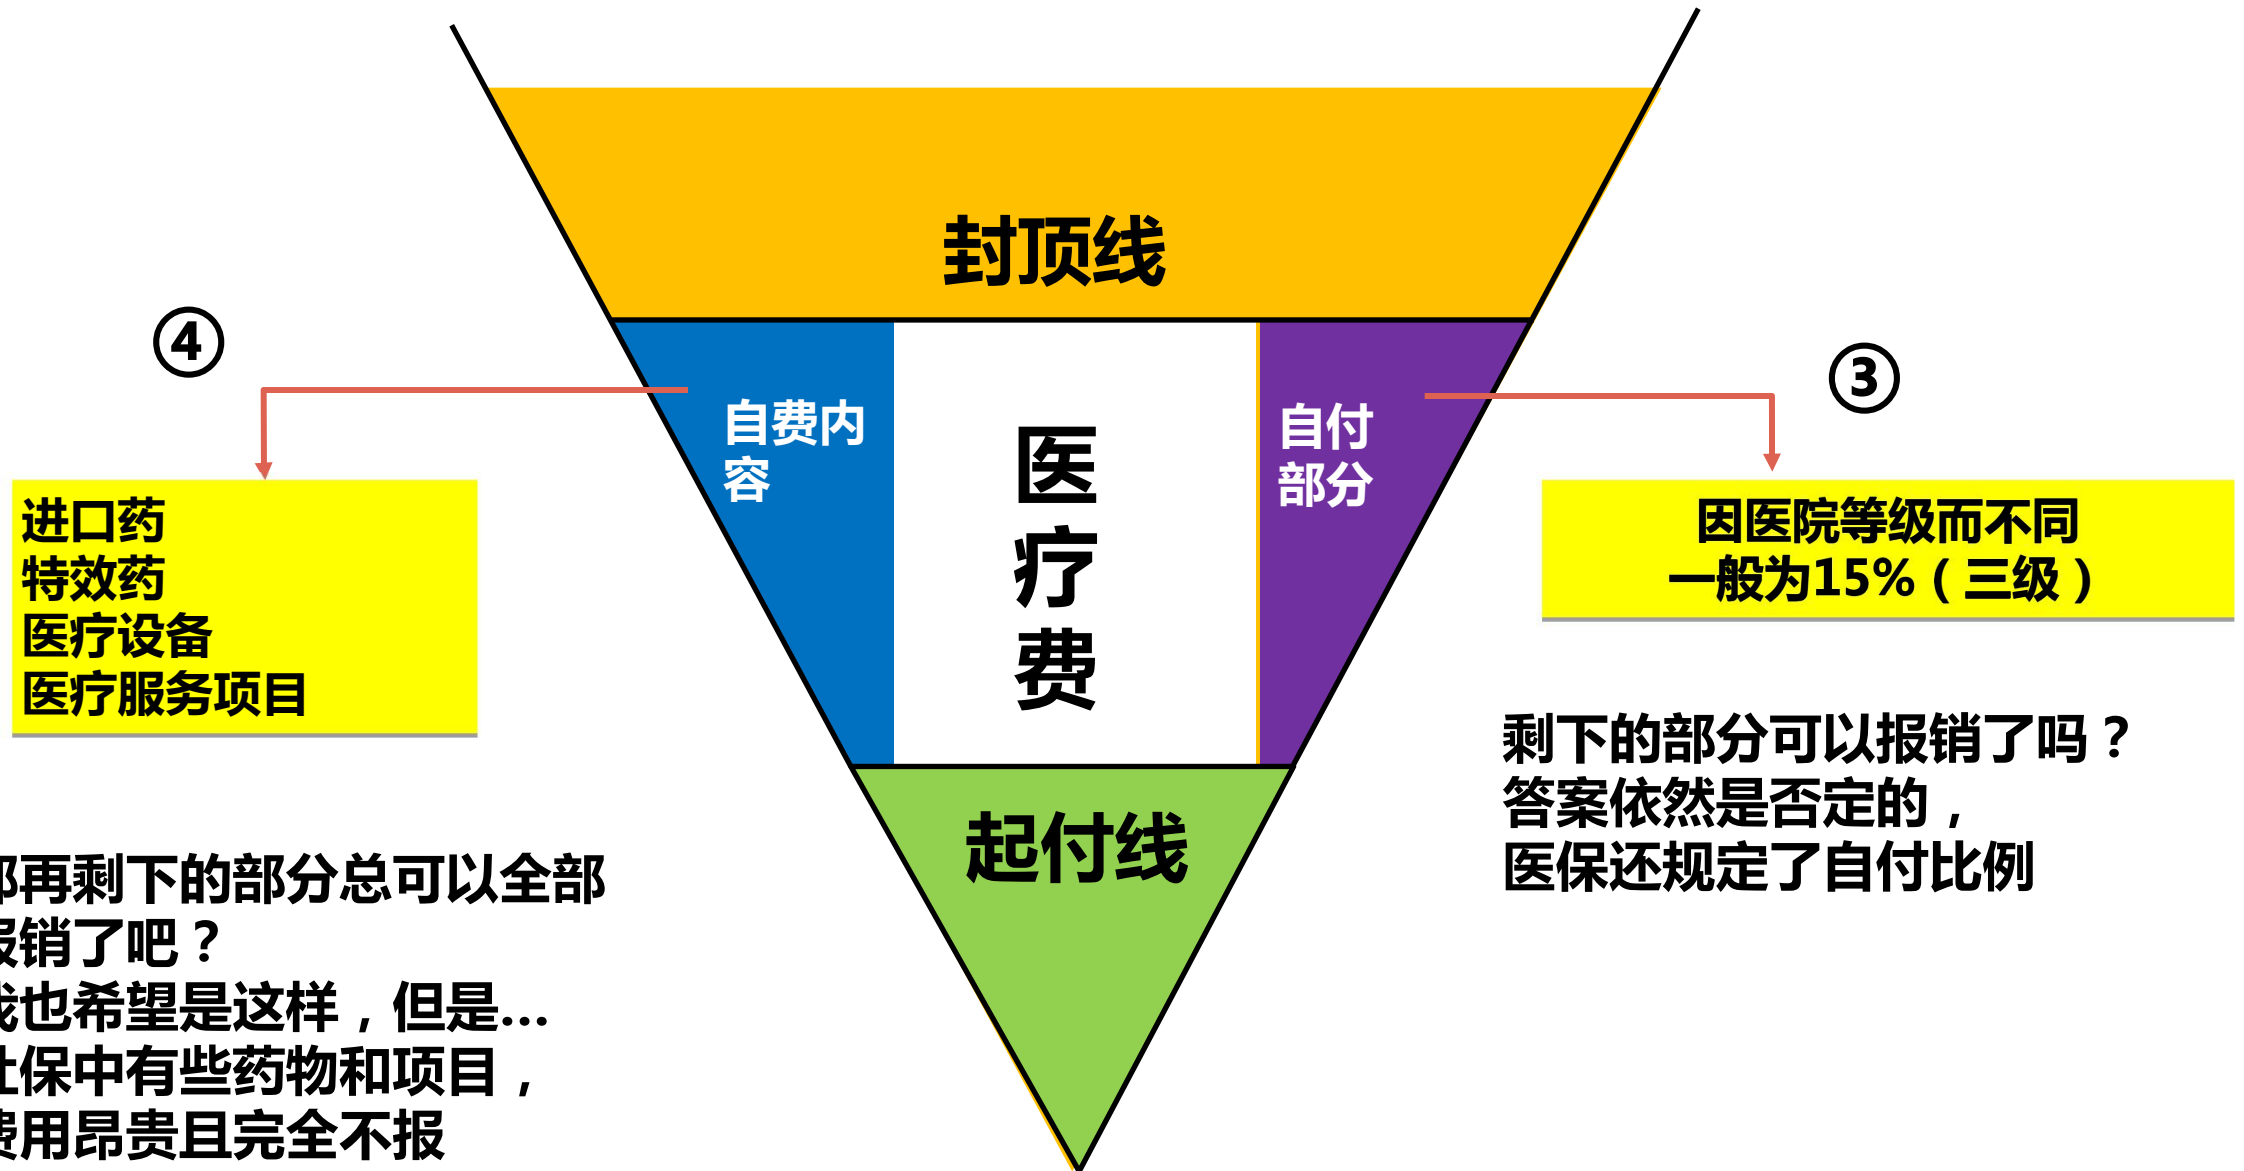 封顶线
④
③
自费内
容
医
疗
费
自付
部分
进口药
特效药
医疗设备
医疗服务项目
因医院等级而不同
一般为15%（三级）
剩下的部分可以报销了吗？
答案依然是否定的，
医保还规定了自付比例
起付线
那再剩下的部分总可以全部
报销了吧？
我也希望是这样，但是...
社保中有些药物和项目，
费用昂贵且完全不报